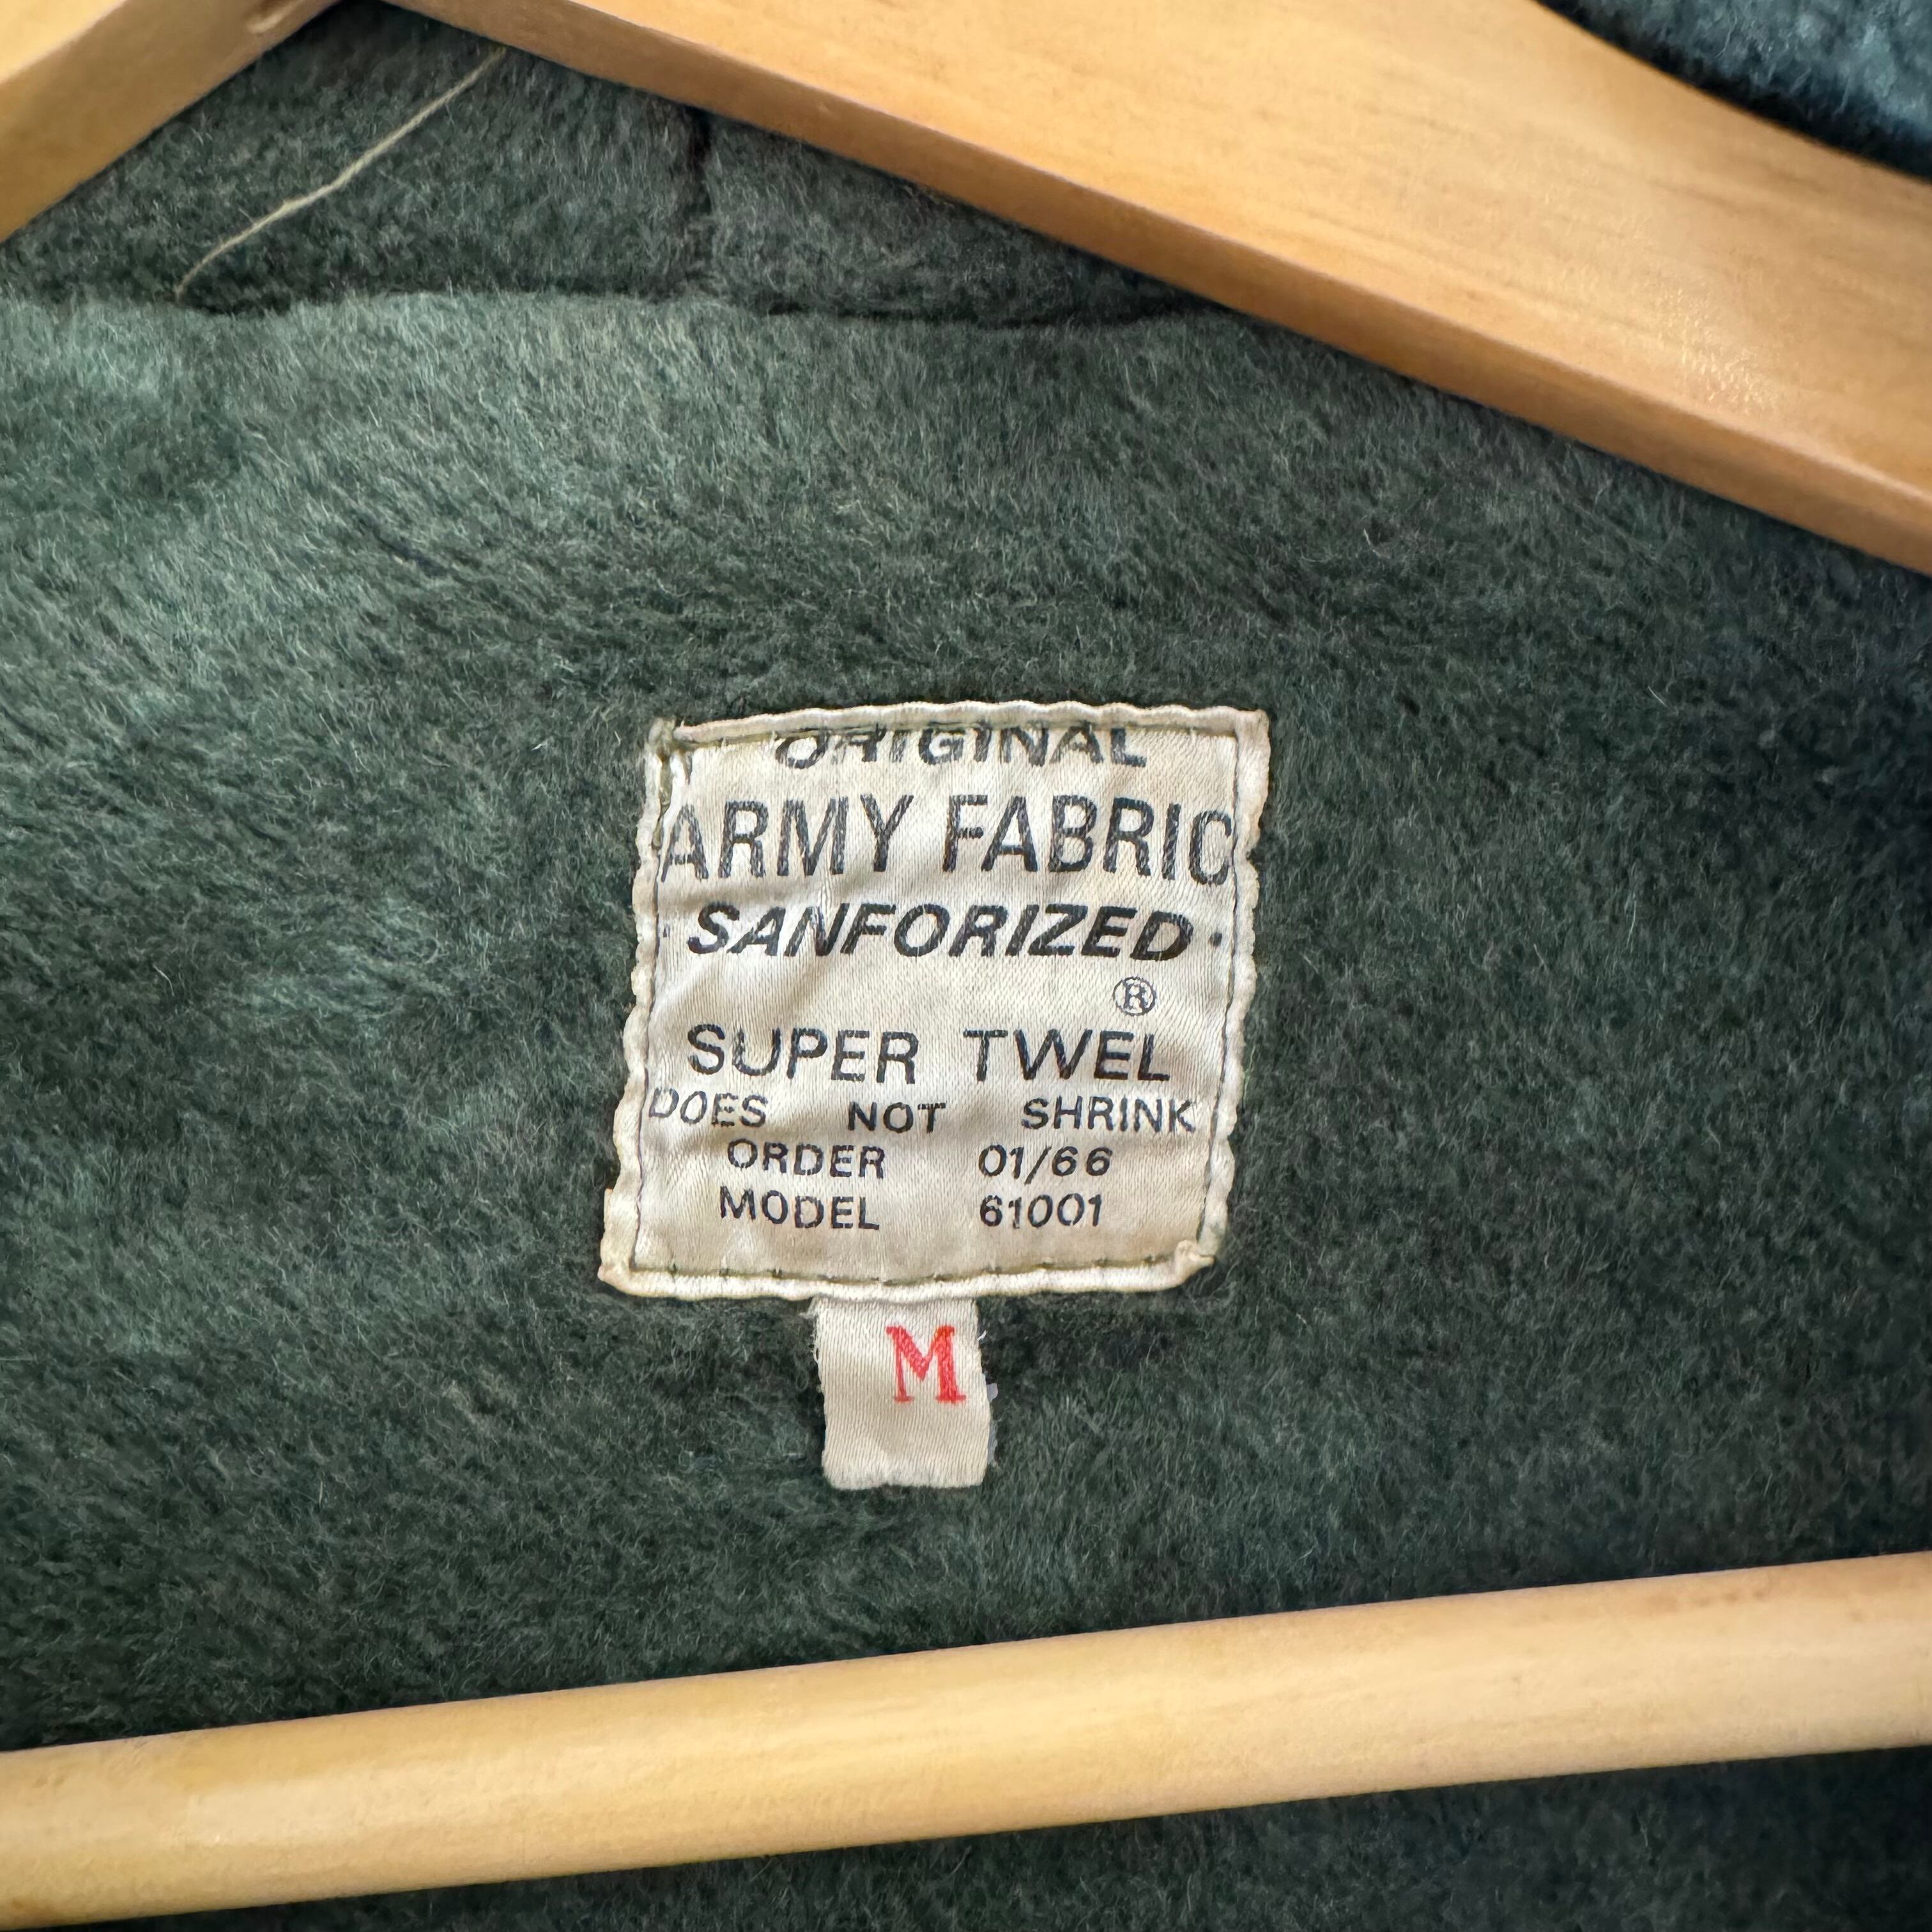 ORIGINAL
ARMY FABRIC
·SANFORIZED·
®
SUPER TWEL
DOES NOT SHRINK
ORDER 01/66
MODEL 61001
M